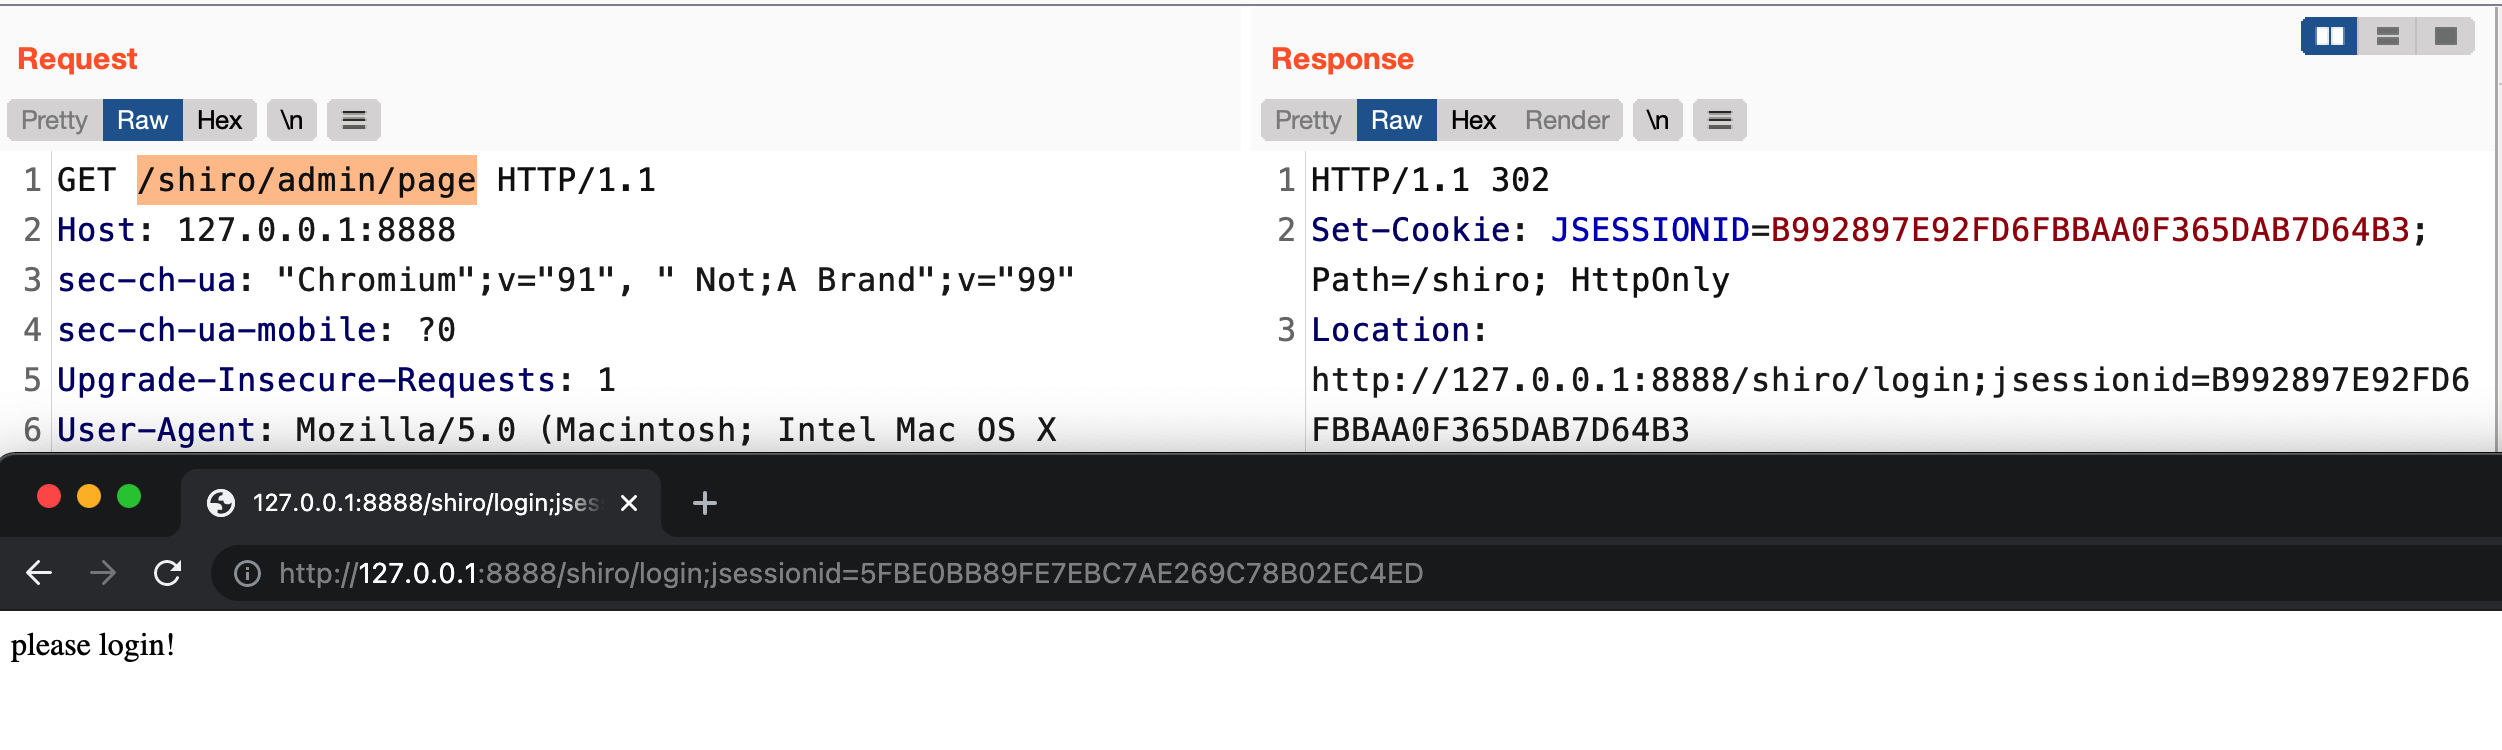 Request
Pretty Raw Hex \n
1 GET /shiro/admin/page HTTP/1.1
2 Host: 127.0.0.1:8888
3 sec-ch-ua: "Chromium";v="91", " Not;A Brand";v="99"
4 sec-ch-ua-mobile: ?0
5 Upgrade-Insecure-Requests: 1
6 User-Agent: Mozilla/5.0 (Macintosh; Intel Mac OS X
Response
Pretty Raw Hex Render \n
1 HTTP/1.1 302
2 Set-Cookie: JSESSIONID=B992897E92FD6FBBAA0F365DAB7D64B3;
Path=/shiro; HttpOnly
3 Location:
http://127.0.0.1:8888/shiro/login;jsessionid=B992897E92FD6
FBBAA0F365DAB7D64B3
127.0.0.1:8888/shiro/login;jses
http://127.0.0.1:8888/shiro/login;jsessionid=5FBE0BB89FE7EBC7AE269C78B02EC4ED
please login!